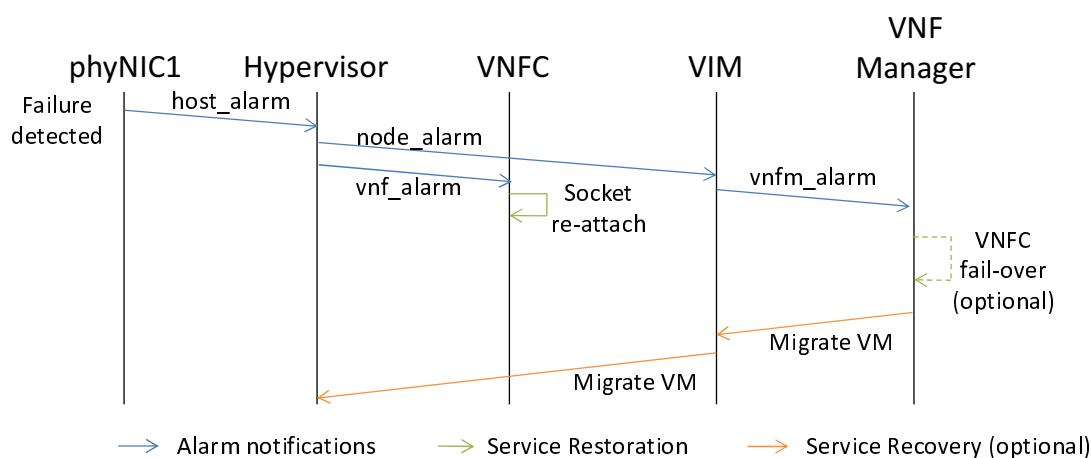 VNF
phyNIC1 Hypervisor VNFC VIM Manager
Failure
detected
host_alarm
node_alarm
vnf_alarm
vnfm_alarm
Socket
re-attach
VNFC
fail-over
(optional)
Migrate VM
Migrate VM
Alarm notifications Service Restoration Service Recovery (optional)